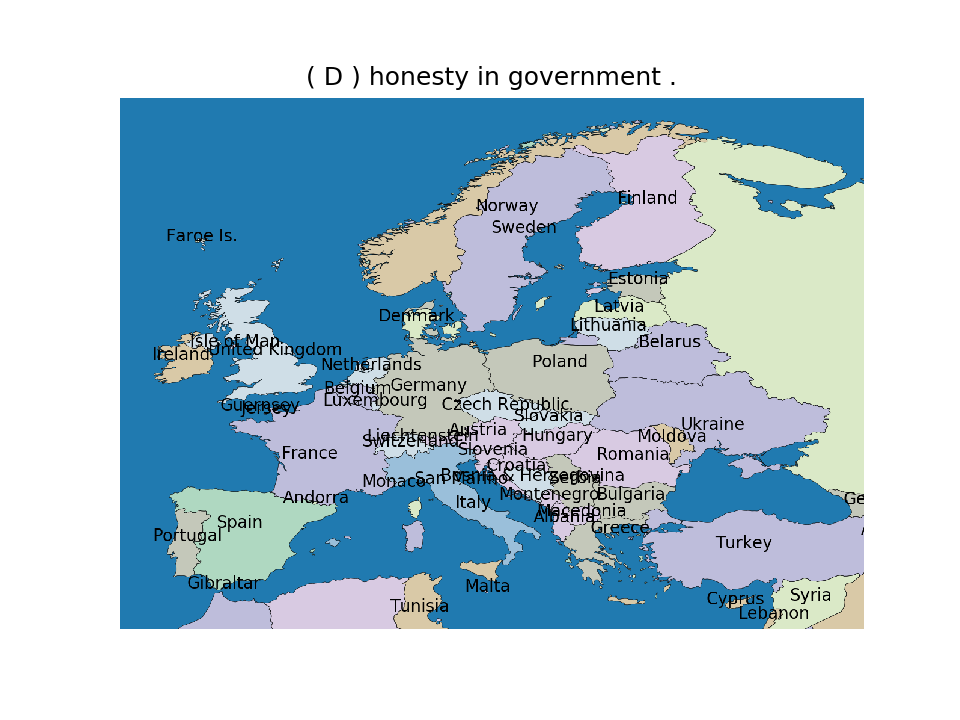 ( D ) honesty in government .
Norway
Finland
Sweden
Faroe Is.
Estonia
Latvia
Denmark
Lithuania
Isle of Man
Belarus
United Kingdom
Ireland
Netherlands
Poland
Germany
Belgium
Luxembourg
Czech Republic
Guernsey
Jersey
Slovakia
Ukraine
Austria
Liechtenstein
Hungary
Moldova
Switzerland
Slovenia
France
Romania
Croatia
Bosnia & Herzegovina
San Marino
Serbia
Monaco
Montenegro
Bulgaria
Andorra
Italy
Ge
Macedonia
Albania
Spain
Greece
Portugal
Turkey
Gibraltar
Malta
Syria
Cyprus
Tunisia
Lebanon